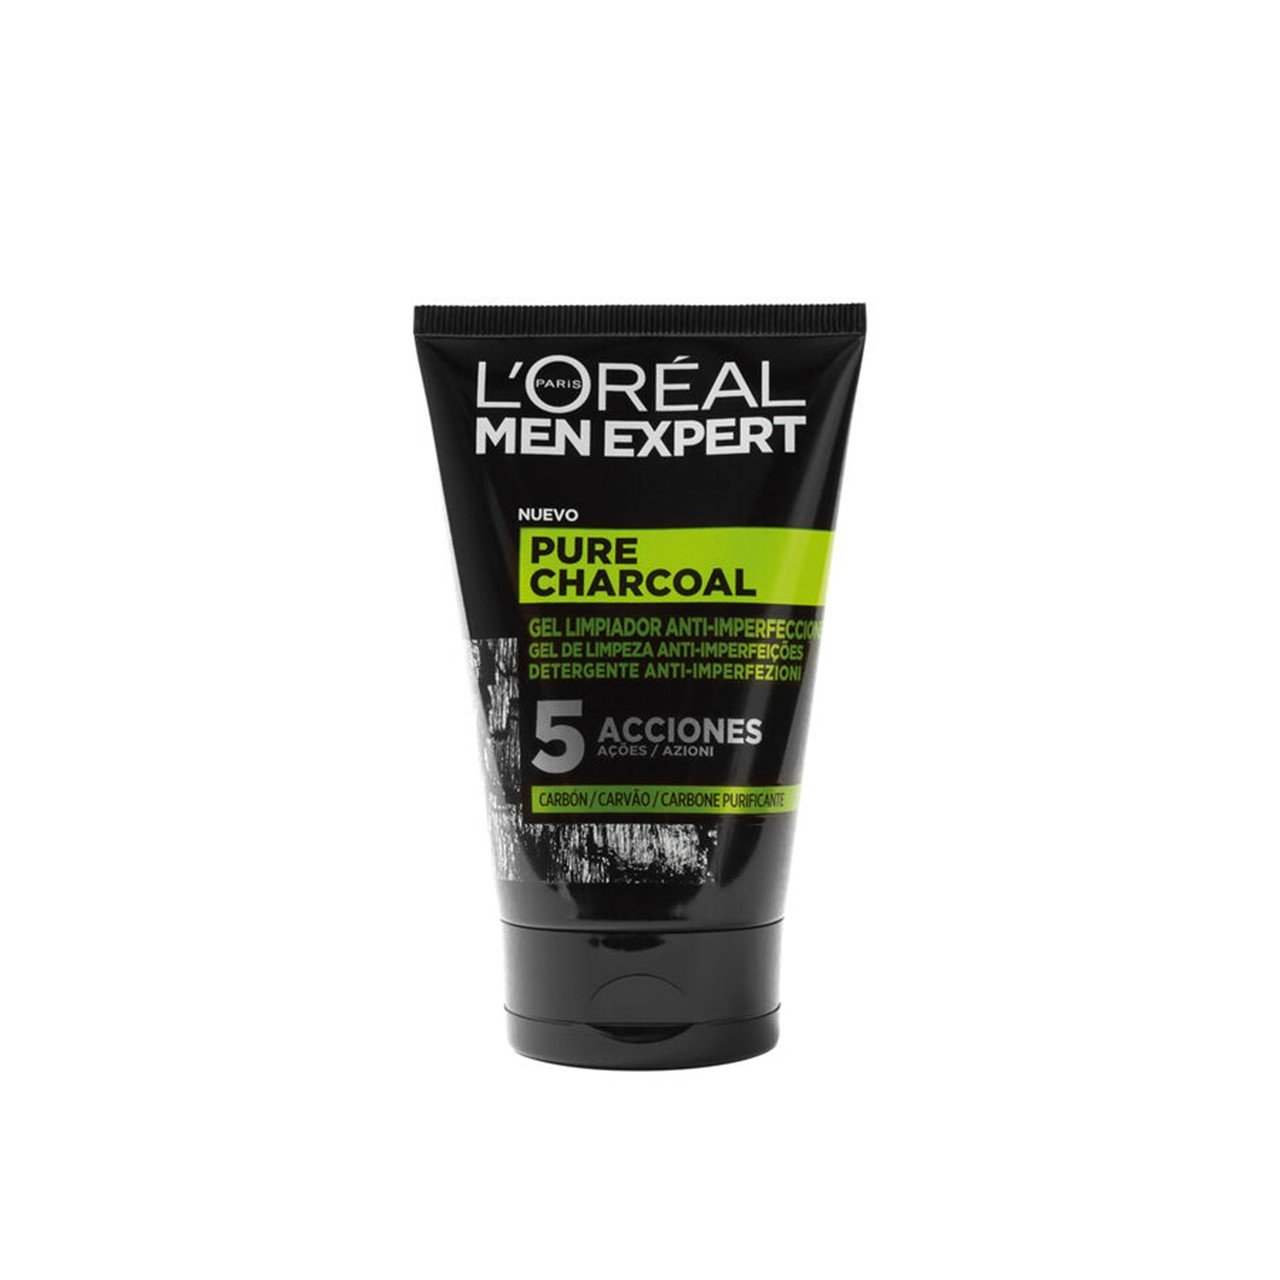 L'ORÉAL
PARIS
MEN EXPERT
NUEVO
PURE
CHARCOAL
GEL LIMPIADOR ANTI-IMPERFECCION
GEL DE LIMPEZA ANTI-IMPERFEIÇÕES
DETERGENTE ANTI-IMPERFEZIONI
5 ACCIONES
AÇÕES / AZIONI
CARBÓN / CARVÃO / CARBONE PURIFICANTE